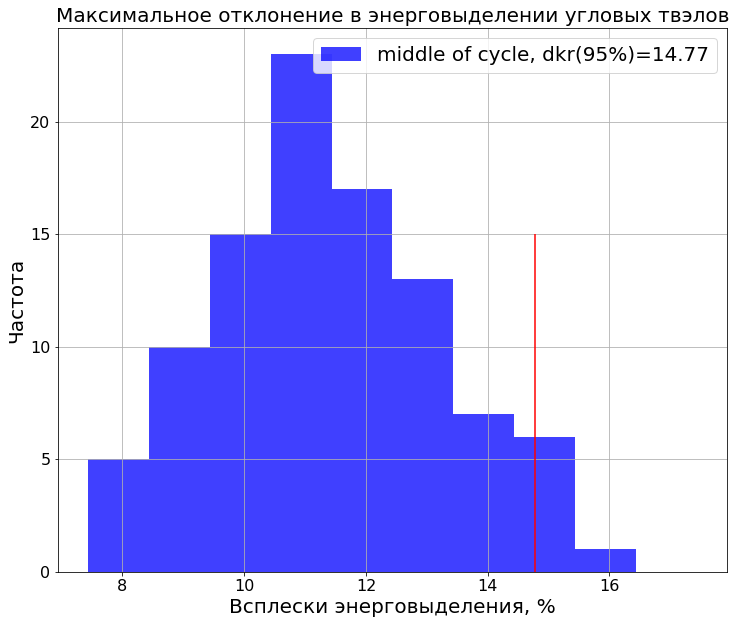 Максимальное отклонение в энерговыделении угловых твэлов
middle of cycle, dkr(95%)=14.77
20
15
10
5
0
Частота
8 10 12 14 16
Всплески энерговыделения, %